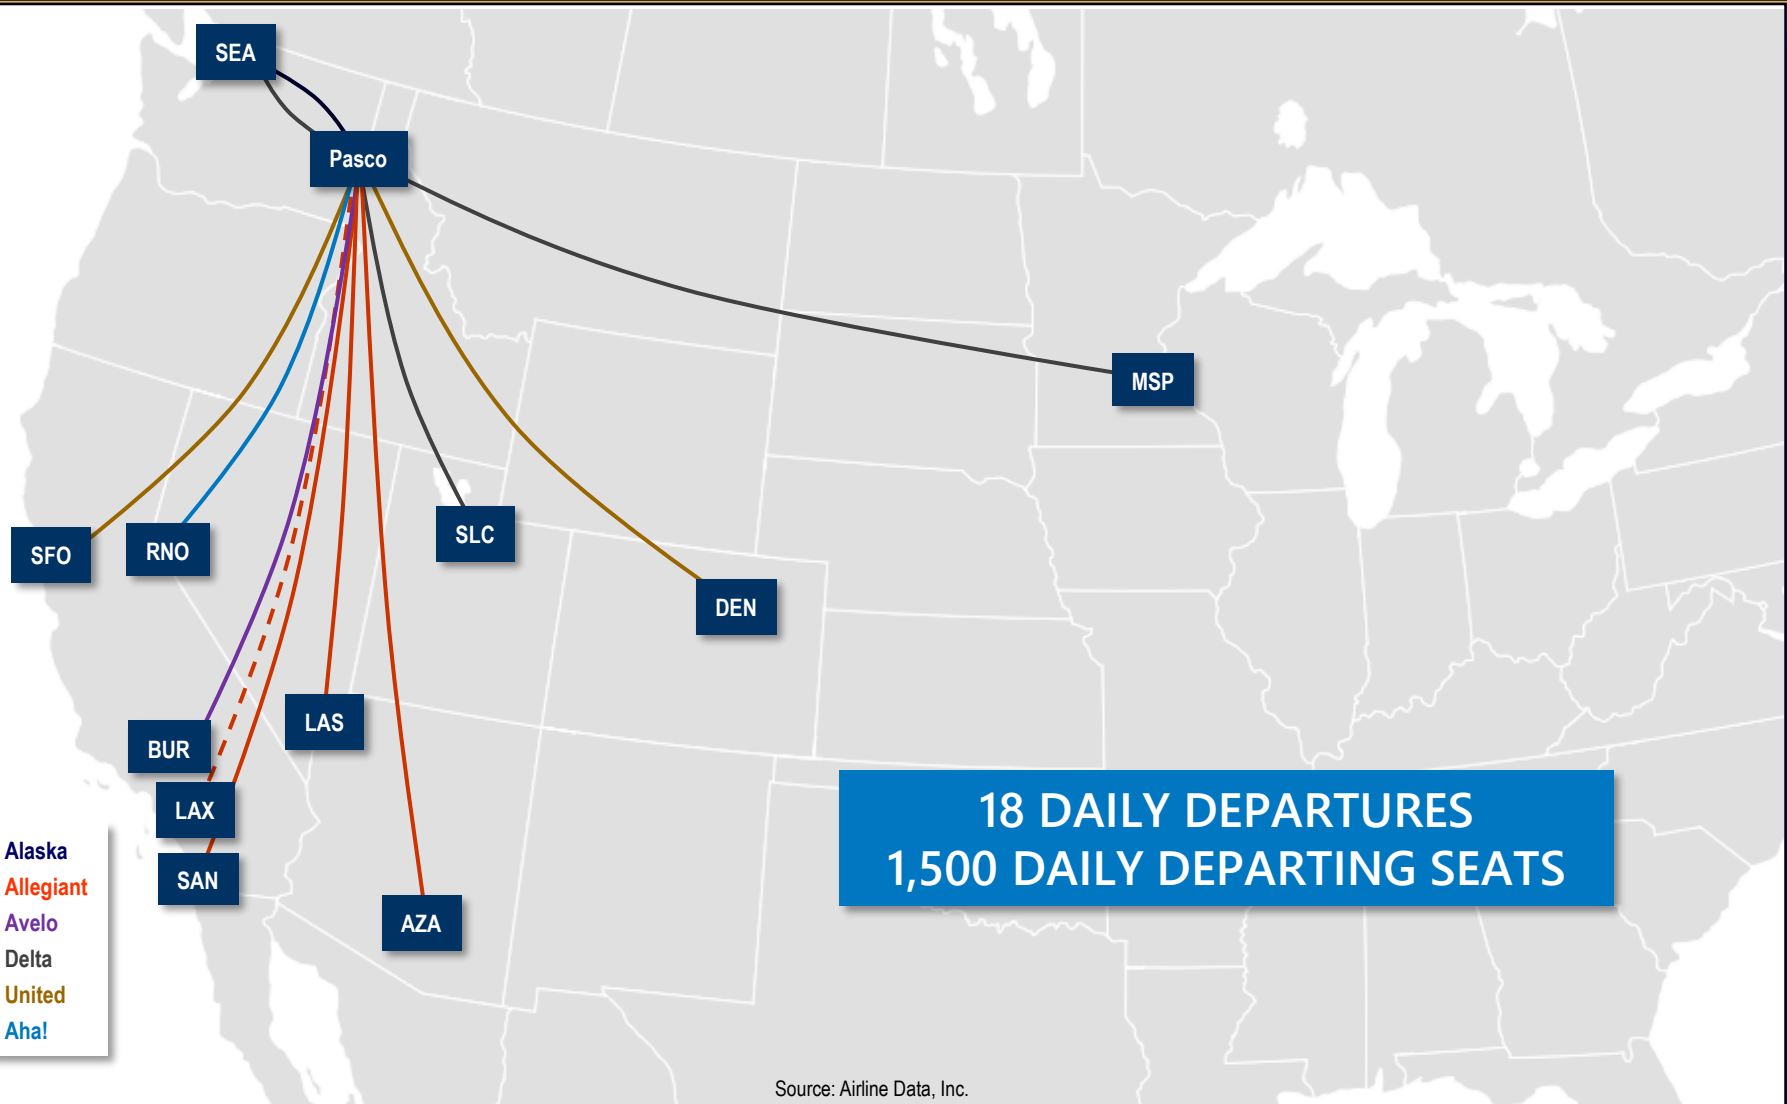 SEA
Pasco
MSP
SFO
RNO
SLC
DEN
LAS
BUR
LAX
SAN
AZA
18 DAILY DEPARTURES
1,500 DAILY DEPARTING SEATS
Alaska
Allegiant
Avelo
Delta
United
Aha!
Source: Airline Data, Inc.